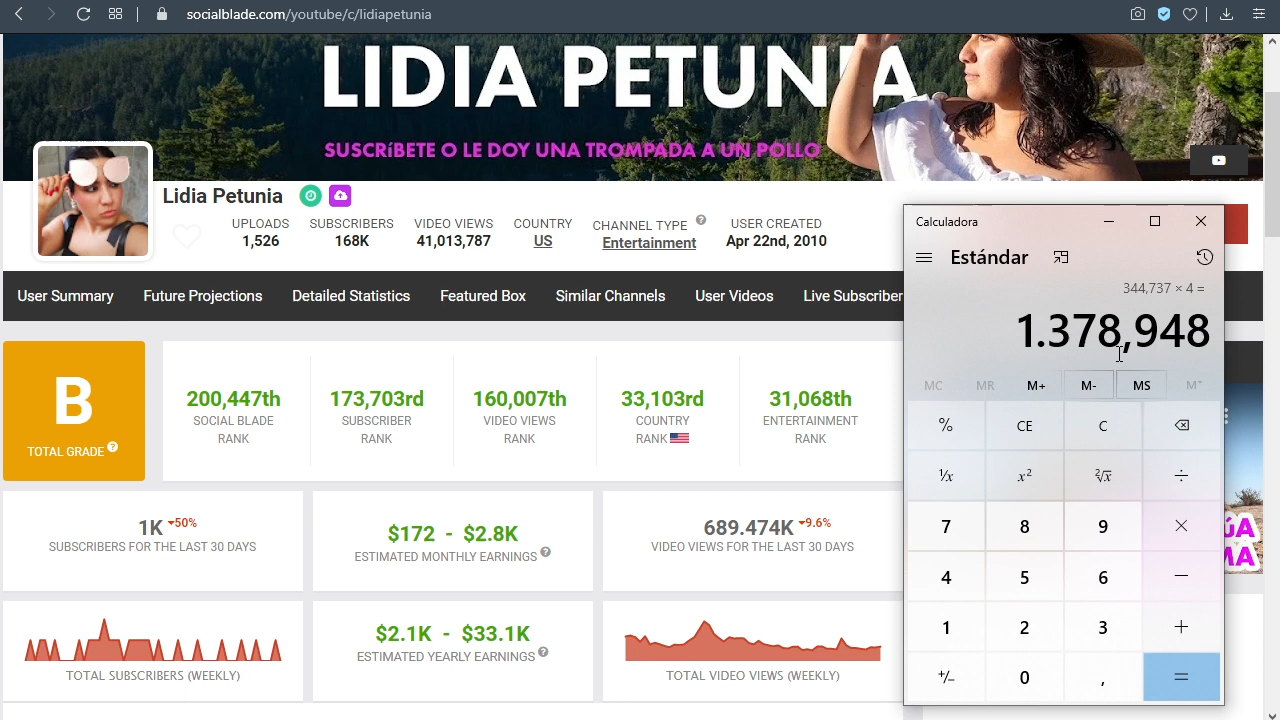 socialblade.com/youtube/c/lidiapetunia
LIDIA PETUNIA
SUSCRíBETE O LE DOY UNA TROMPADA A UN POLLO
Lidia Petunia
UPLOADS
1,526
SUBSCRIBERS
168K
VIDEO VIEWS
41,013,787
COUNTRY
US
CHANNEL TYPE ?
Entertainment
USER CREATED
Apr 22nd, 2010
User Summary
Future Projections
Detailed Statistics
Featured Box
Similar Channels
User Videos
Live Subscriber
B
TOTAL GRADE ?
200,447th
SOCIAL BLADE
RANK
173,703rd
SUBSCRIBER
RANK
160,007th
VIDEO VIEWS
RANK
33,103rd
COUNTRY
RANK
31,068th
ENTERTAINMENT
RANK
1K 50%
SUBSCRIBERS FOR THE LAST 30 DAYS
$172 - $2.8K
ESTIMATED MONTHLY EARNINGS ?
689.474K 9.6%
VIDEO VIEWS FOR THE LAST 30 DAYS
TOTAL SUBSCRIBERS (WEEKLY)
$2.1K - $33.1K
ESTIMATED YEARLY EARNINGS ?
TOTAL VIDEO VIEWS (WEEKLY)
Calculadora
Estándar
344,737 × 4 =
1.378,948
MC MR M+ M- MS M˅
% CE C
⅟x x² ²√x ÷
7 8 9 ×
4 5 6 −
1 2 3 +
+/− 0 , =